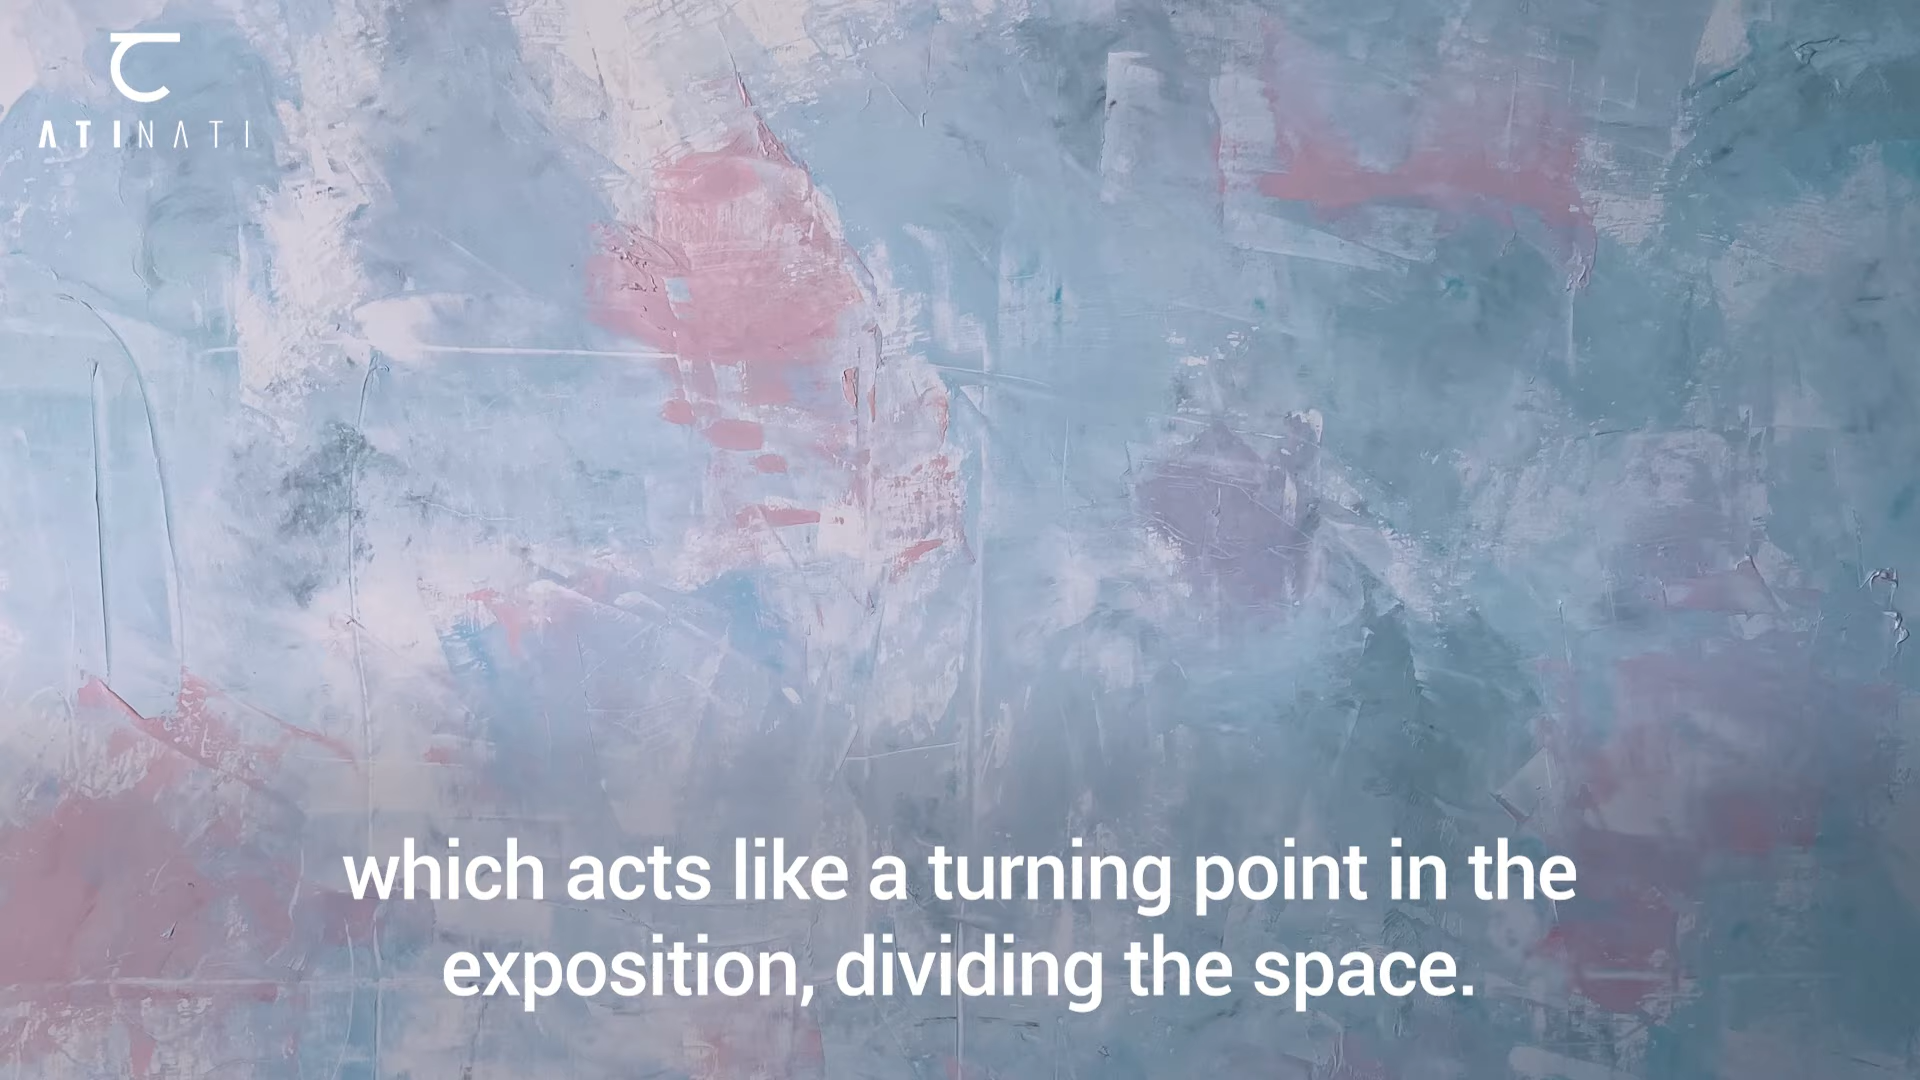 ATINATI
which acts like a turning point in the
exposition, dividing the space.